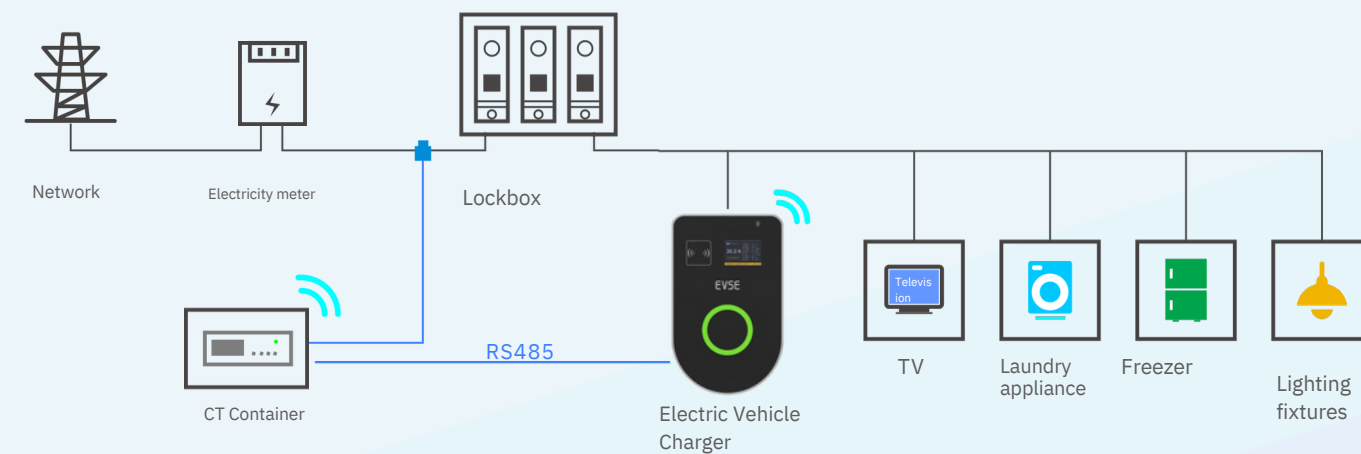 Network
Electricity meter
Lockbox
CT Container
RS485
EVSE
Electric Vehicle
Charger
Televis
ion
TV
Laundry
appliance
Freezer
Lighting
fixtures